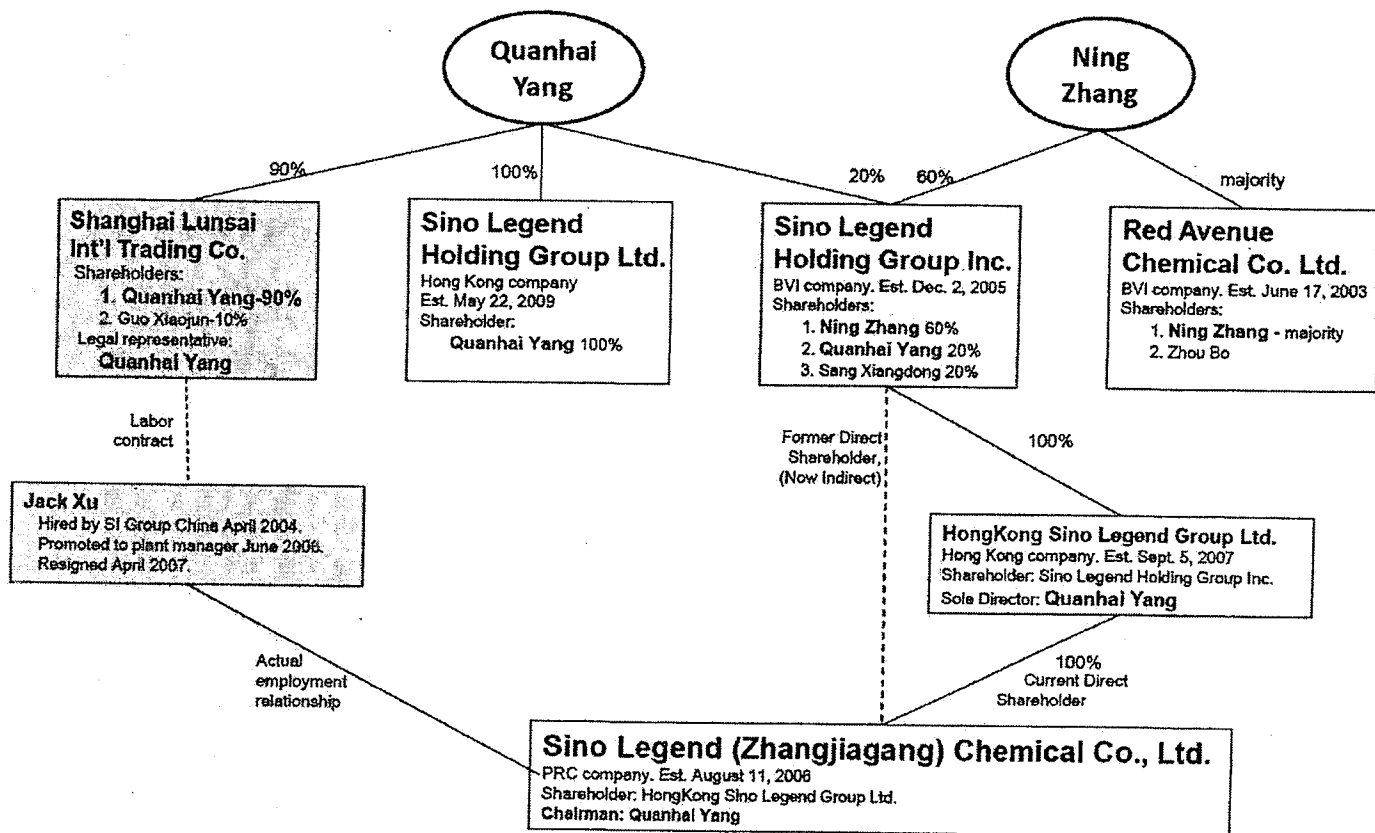 Quanhai
Yang
Ning
Zhang
90%
100%
20%
60%
majority
Shanghai Lunsai
Int'l Trading Co.
Shareholders:
1. Quanhai Yang-90%
2. Guo Xiaojun-10%
Legal representative:
Quanhai Yang
Sino Legend
Holding Group Ltd.
Hong Kong company
Est. May 22, 2009
Shareholder:
Quanhai Yang 100%
Sino Legend
Holding Group Inc.
BVI company. Est. Dec. 2, 2005
Shareholders:
1. Ning Zhang 60%
2. Quanhai Yang 20%
3. Sang Xiangdong 20%
Red Avenue
Chemical Co. Ltd.
BVI company. Est. June 17, 2003
Shareholders:
1. Ning Zhang - majority
2. Zhou Bo
Labor
contract
Former Direct
Shareholder,
(Now Indirect)
100%
Jack Xu
Hired by SI Group China April 2004.
Promoted to plant manager June 2006.
Resigned April 2007.
HongKong Sino Legend Group Ltd.
Hong Kong company. Est. Sept. 5, 2007
Shareholder: Sino Legend Holding Group Inc.
Sole Director: Quanhai Yang
Actual
employment
relationship
100%
Current Direct
Shareholder
Sino Legend (Zhangjiagang) Chemical Co., Ltd.
PRC company. Est. August 11, 2006
Shareholder: HongKong Sino Legend Group Ltd.
Chairman: Quanhai Yang